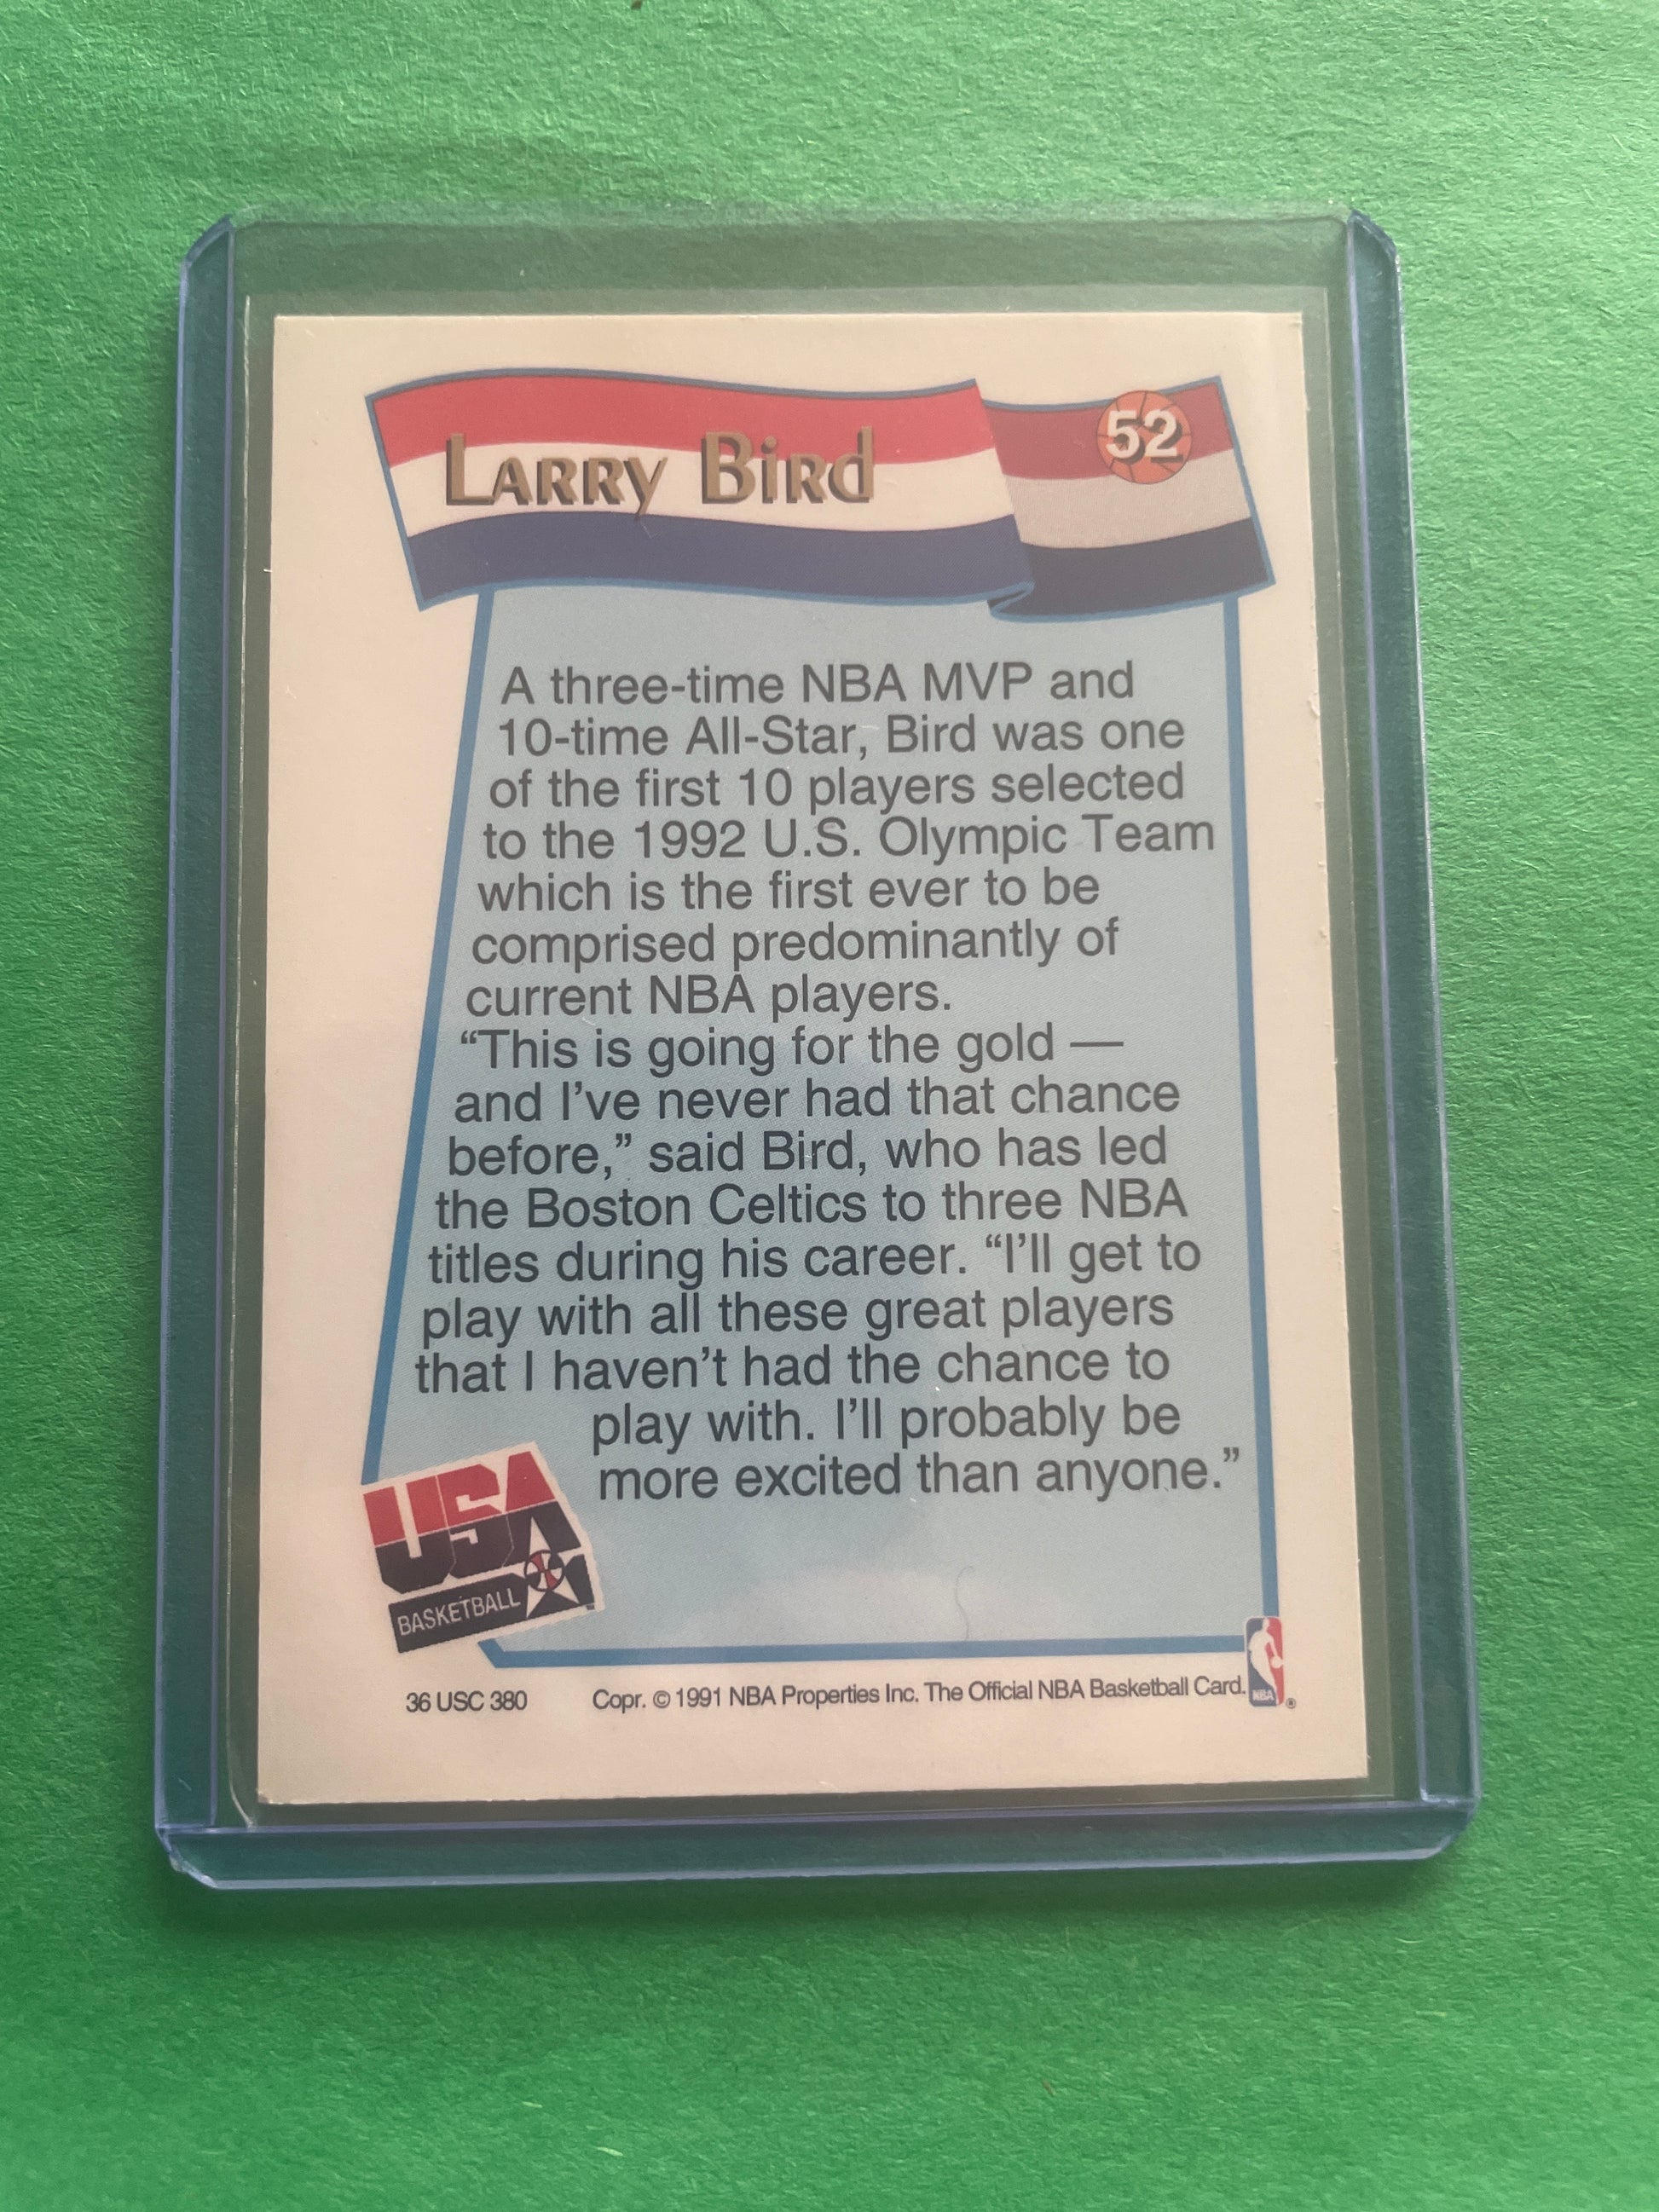 Larry Bird
52
A three-time NBA MVP and
10-time All-Star, Bird was one
of the first 10 players selected
to the 1992 U.S. Olympic Team
which is the first ever to be
comprised predominantly of
current NBA players.
“This is going for the gold —
and I’ve never had that chance
before,” said Bird, who has led
the Boston Celtics to three NBA
titles during his career. “I’ll get to
play with all these great players
that I haven’t had the chance to
play with. I’ll probably be
more excited than anyone.”
USA
BASKETBALL
36 USC 380 Copr. © 1991 NBA Properties Inc. The Official NBA Basketball Card.
NBA ®